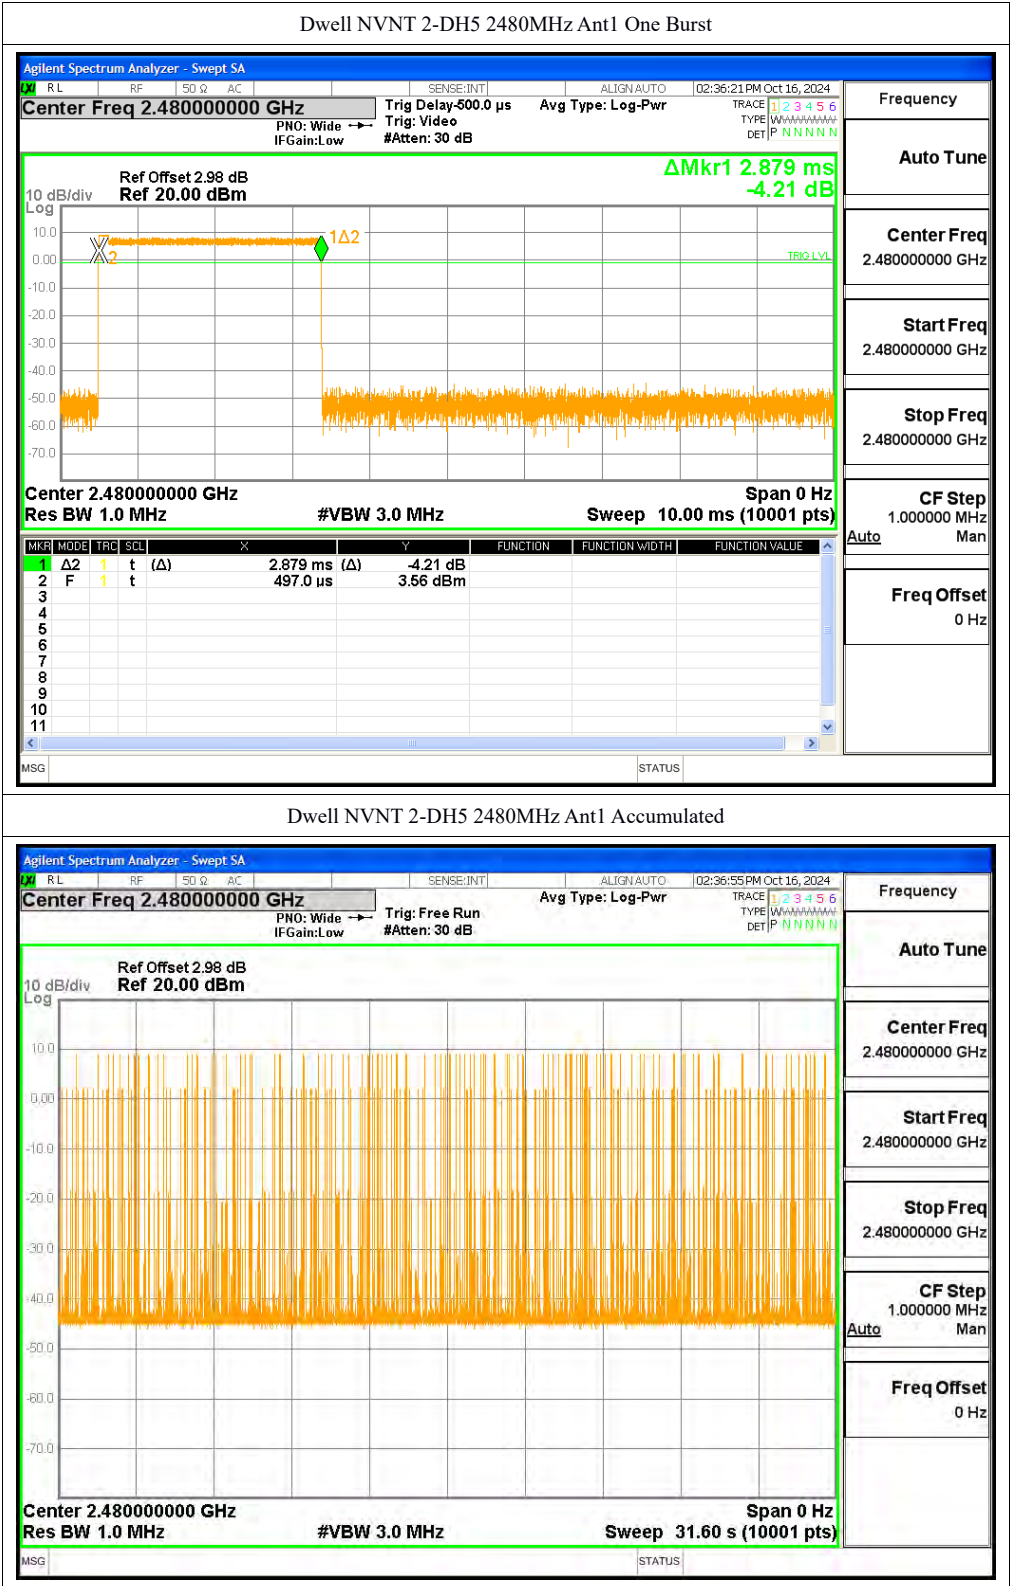 Dwell NVNT 2-DH5 2480MHz Ant1 One Burst
Agilent Spectrum Analyzer - Swept SA
LXI RL RF 50 Ω AC SENSE:INT ALIGN AUTO 02:36:21 PM Oct 16, 2024
Center Freq 2.480000000 GHz
PNO: Wide
IFGain:Low
Trig Delay-500.0 µs
Trig: Video
#Atten: 30 dB
Avg Type: Log-Pwr
TRACE 1 2 3 4 5 6
TYPE W
DET P N N N N N
ΔMkr1 2.879 ms
-4.21 dB
Ref Offset 2.98 dB
10 dB/div Ref 20.00 dBm
Log
10.0
0.00
-10.0
-20.0
-30.0
-40.0
-50.0
-60.0
-70.0
1Δ2
2
TRIG LVL
Center 2.480000000 GHz Span 0 Hz
Res BW 1.0 MHz #VBW 3.0 MHz Sweep 10.00 ms (10001 pts)
MKR MODE TRC SCL X Y FUNCTION FUNCTION WIDTH FUNCTION VALUE
1 Δ2 1 t (Δ) 2.879 ms (Δ) -4.21 dB
2 F 1 t 497.0 µs 3.56 dBm
3
4
5
6
7
8
9
10
11
MSG STATUS
Frequency
Auto Tune
Center Freq
2.480000000 GHz
Start Freq
2.480000000 GHz
Stop Freq
2.480000000 GHz
CF Step
1.000000 MHz
Auto Man
Freq Offset
0 Hz
Dwell NVNT 2-DH5 2480MHz Ant1 Accumulated
Agilent Spectrum Analyzer - Swept SA
LXI RL RF 50 Ω AC SENSE:INT ALIGN AUTO 02:36:55 PM Oct 16, 2024
Center Freq 2.480000000 GHz
PNO: Wide
IFGain:Low
Trig: Free Run
#Atten: 30 dB
Avg Type: Log-Pwr
TRACE 1 2 3 4 5 6
TYPE W
DET P N N N N N
Ref Offset 2.98 dB
10 dB/div Ref 20.00 dBm
Log
10.0
0.00
-10.0
-20.0
-30.0
-40.0
-50.0
-60.0
-70.0
Center 2.480000000 GHz Span 0 Hz
Res BW 1.0 MHz #VBW 3.0 MHz Sweep 31.60 s (10001 pts)
MSG STATUS
Frequency
Auto Tune
Center Freq
2.480000000 GHz
Start Freq
2.480000000 GHz
Stop Freq
2.480000000 GHz
CF Step
1.000000 MHz
Auto Man
Freq Offset
0 Hz